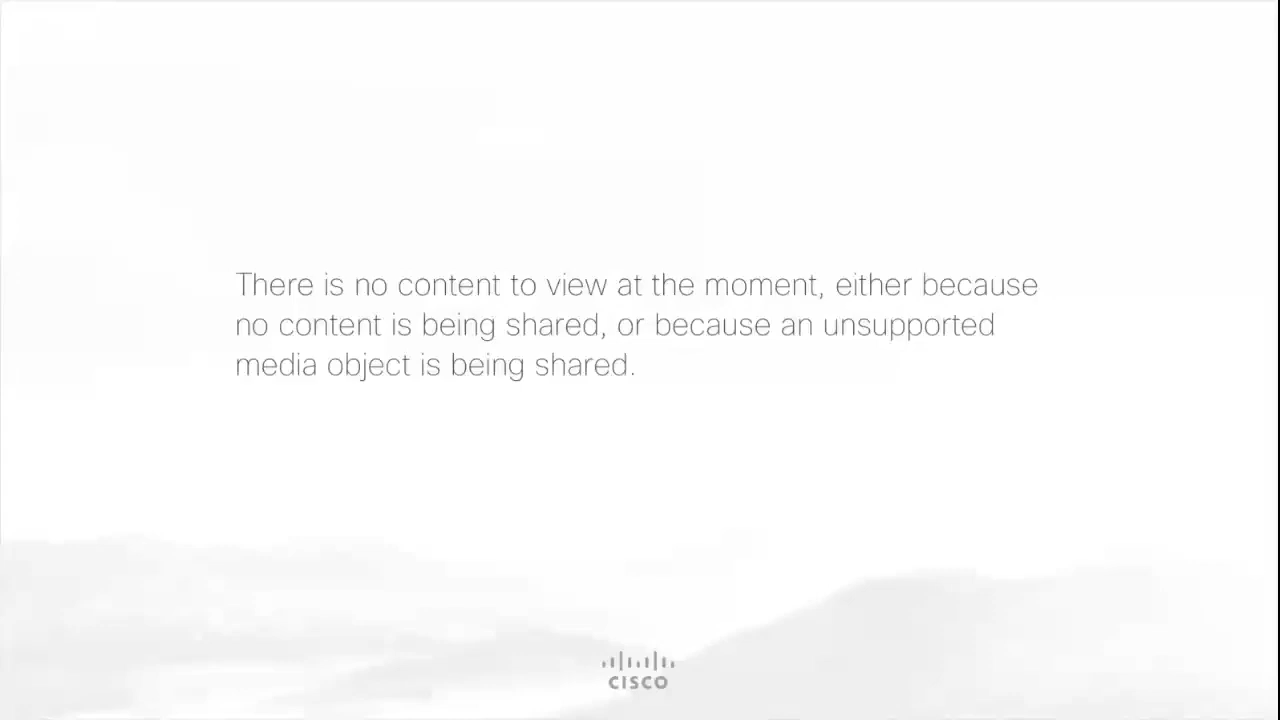 There is no content to view at the moment, either because
no content is being shared, or because an unsupported
media object is being shared.
CISCO